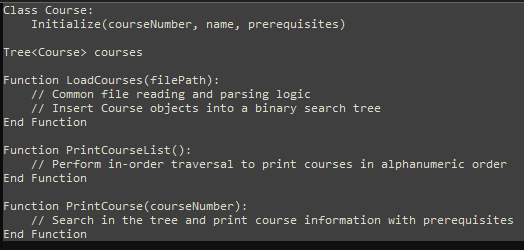 Class Course:
    Initialize(courseNumber, name, prerequisites)
Tree<Course> courses
Function LoadCourses(filePath):
    // Common file reading and parsing logic
    // Insert Course objects into a binary search tree
End Function
Function PrintCourseList():
    // Perform in-order traversal to print courses in alphanumeric order
End Function
Function PrintCourse(courseNumber):
    // Search in the tree and print course information with prerequisites
End Function